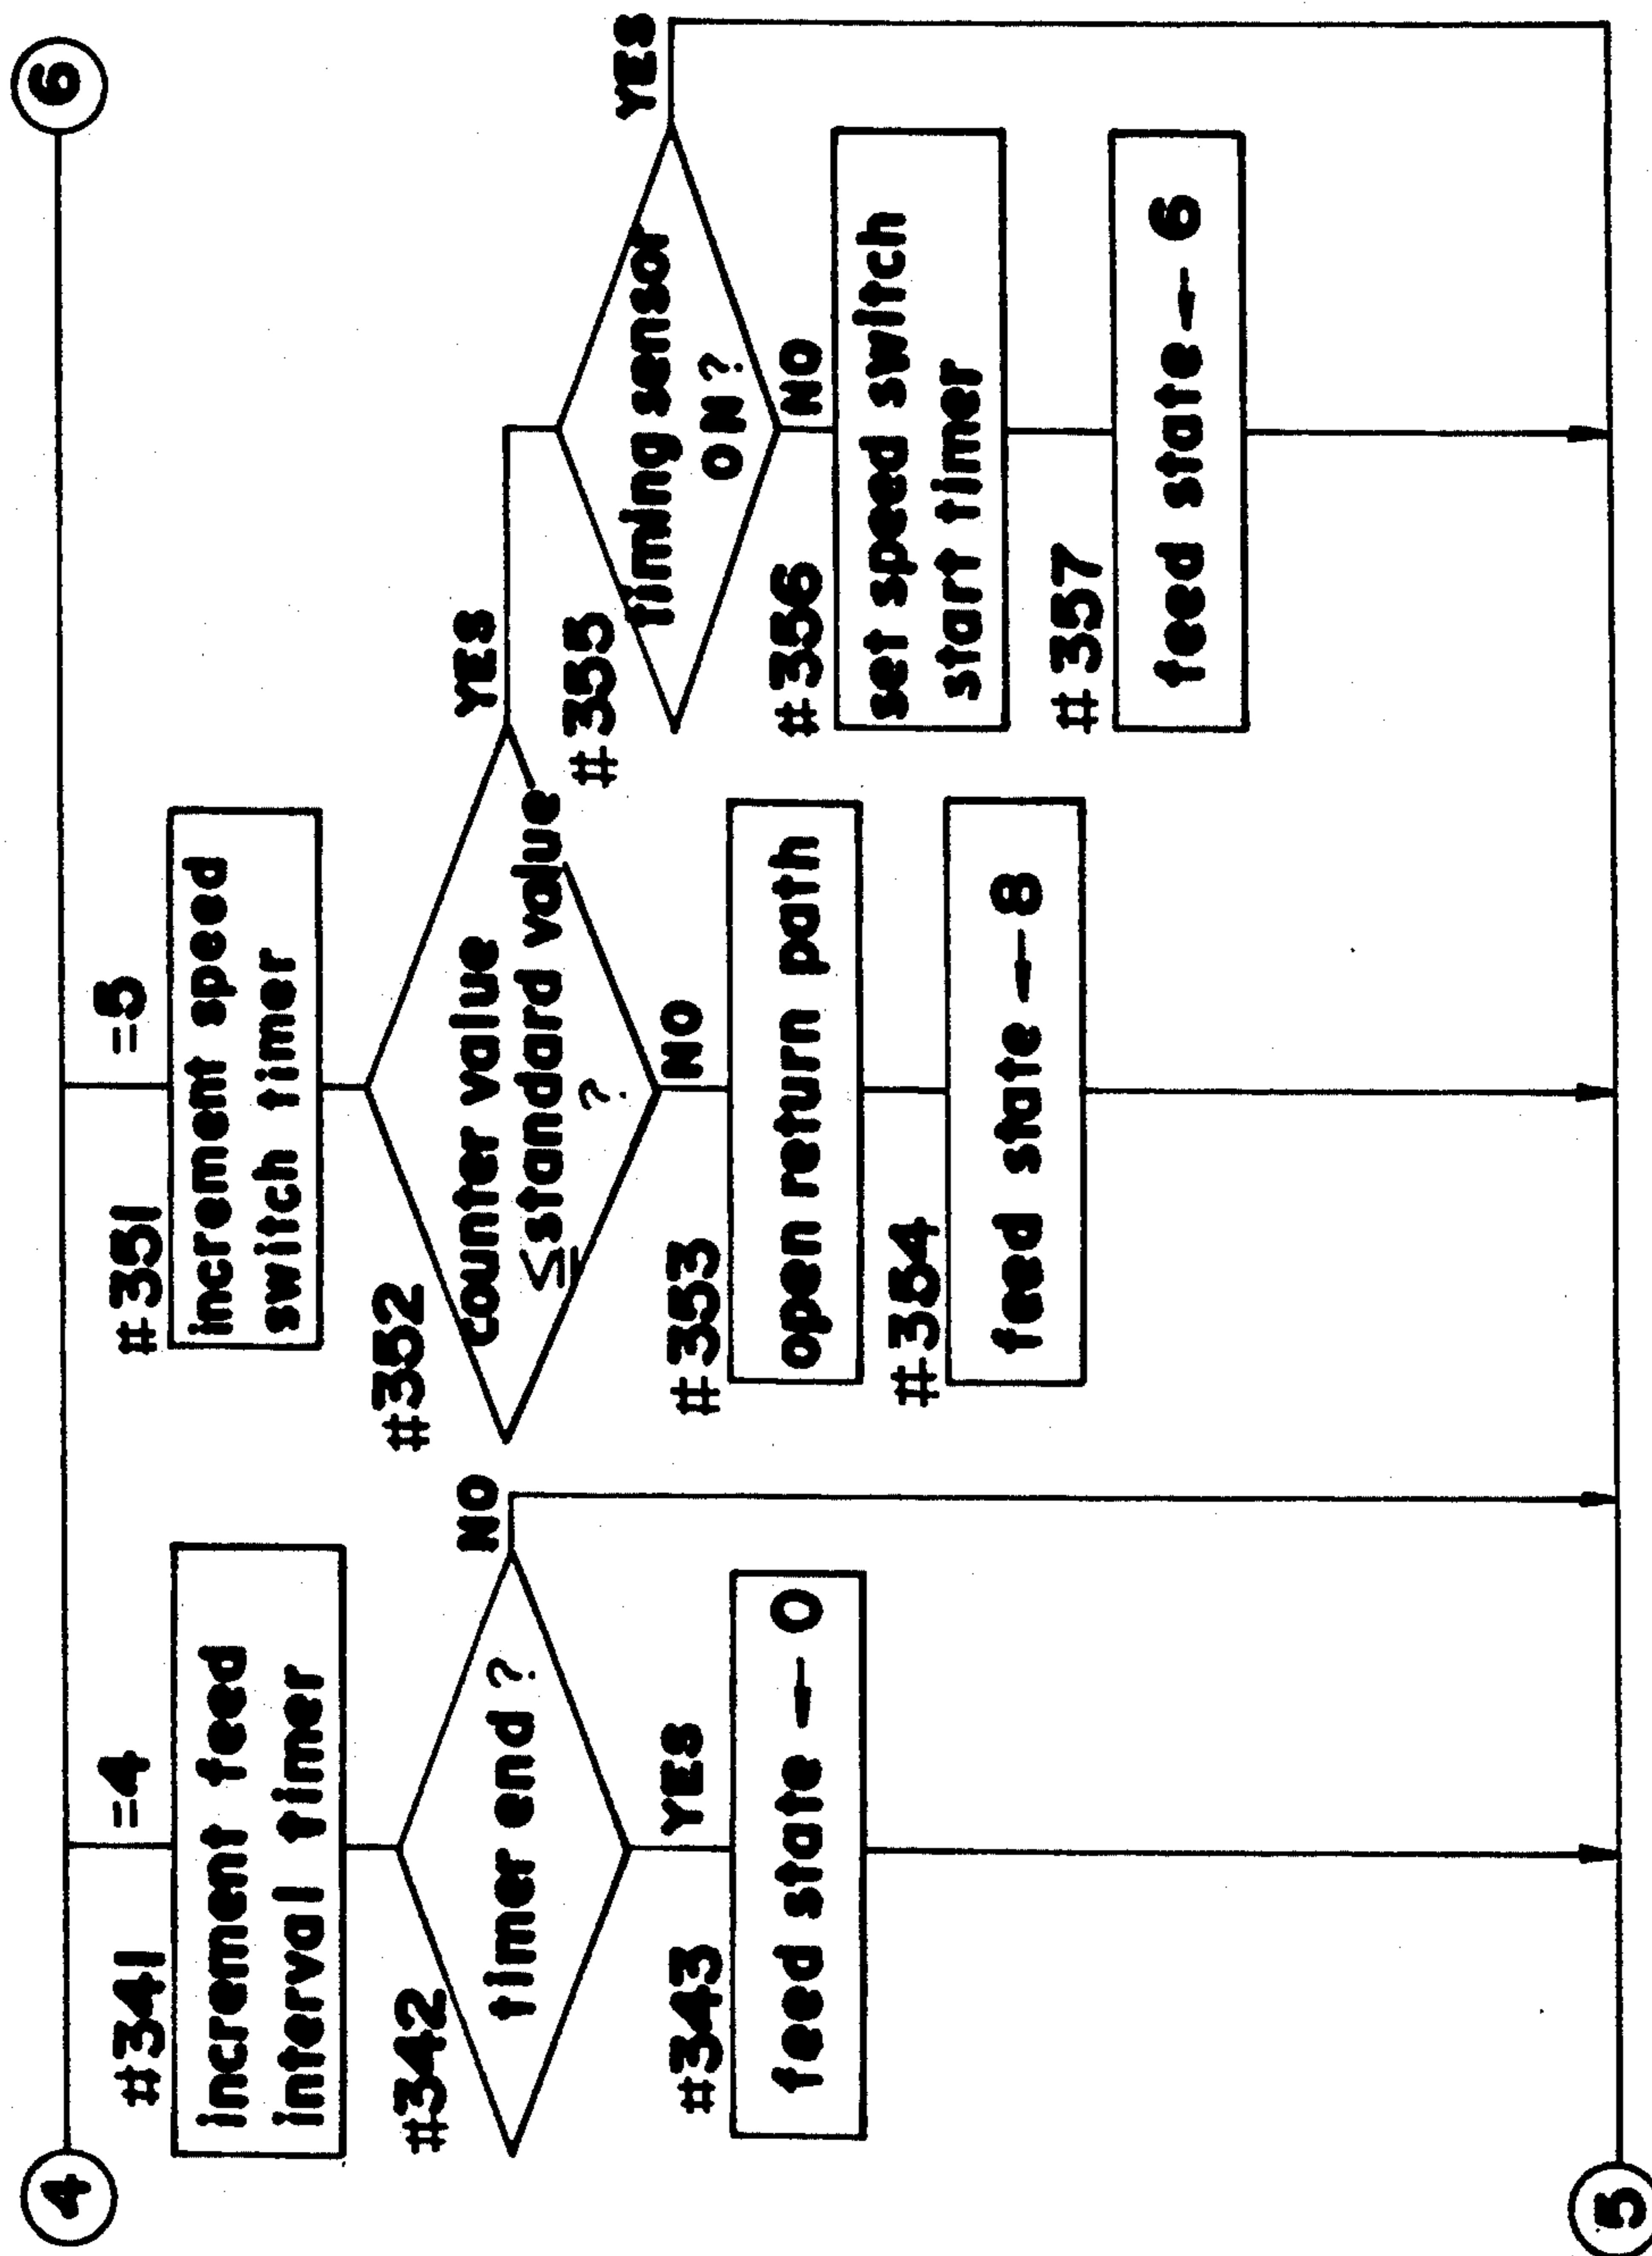 4
6
=4
#341
increment feed
interval timer
#342
timer end ?
NO
YES
#343
feed state ← 0
=5
#351
increment speed
switch timer
#352
counter value
≦standard value
?
YES
NO
#353
open return path
#354
feed state ← 8
#355
timing sensor
ON ?
YES
NO
#356
set speed switch
start timer
#357
feed state ← 6
5